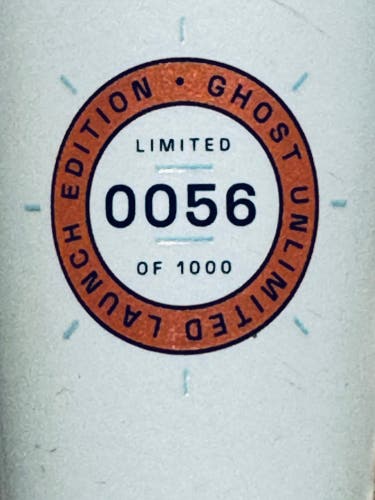 GHOST UNLIMITED LAUNCH EDITION •
LIMITED
0056
OF 1000